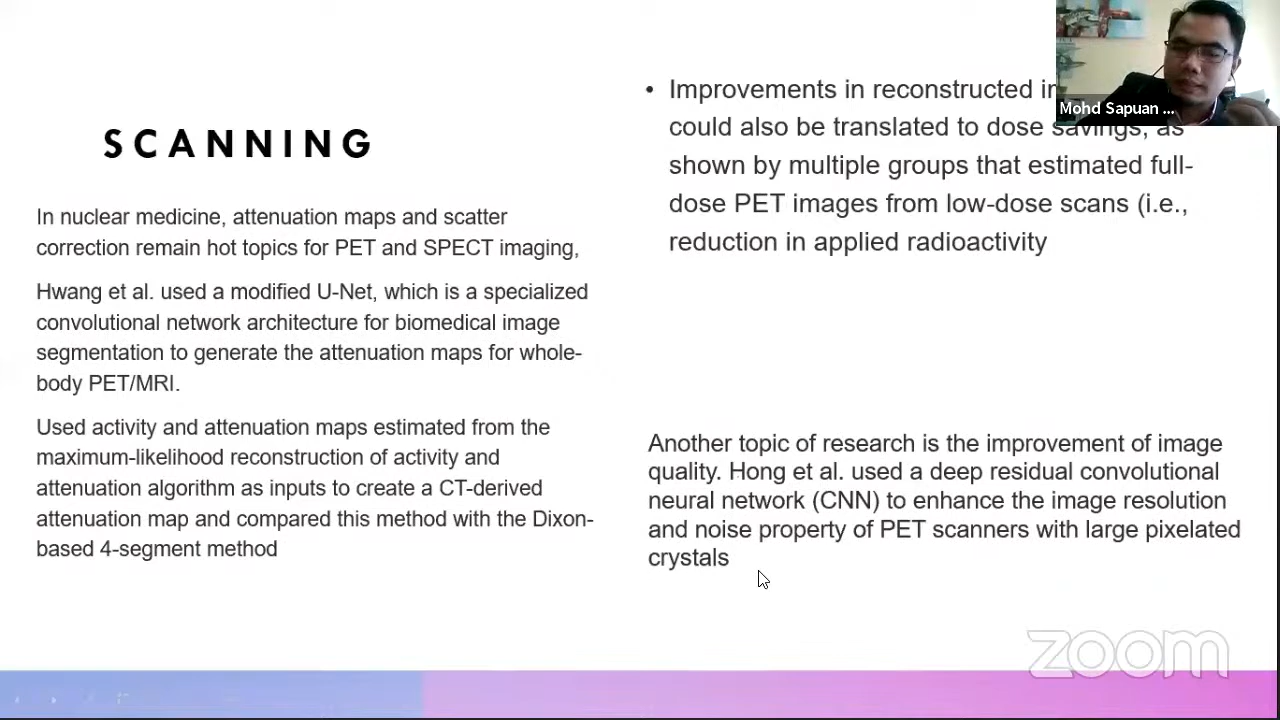 SCANNING
In nuclear medicine, attenuation maps and scatter
correction remain hot topics for PET and SPECT imaging,
Hwang et al. used a modified U-Net, which is a specialized
convolutional network architecture for biomedical image
segmentation to generate the attenuation maps for whole-
body PET/MRI.
Used activity and attenuation maps estimated from the
maximum-likelihood reconstruction of activity and
attenuation algorithm as inputs to create a CT-derived
attenuation map and compared this method with the Dixon-
based 4-segment method
• Improvements in reconstructed
could also be translated to dose savings, as
shown by multiple groups that estimated full-
dose PET images from low-dose scans (i.e.,
reduction in applied radioactivity
Another topic of research is the improvement of image
quality. Hong et al. used a deep residual convolutional
neural network (CNN) to enhance the image resolution
and noise property of PET scanners with large pixelated
crystals
Mohd Sapuan ...
zoom